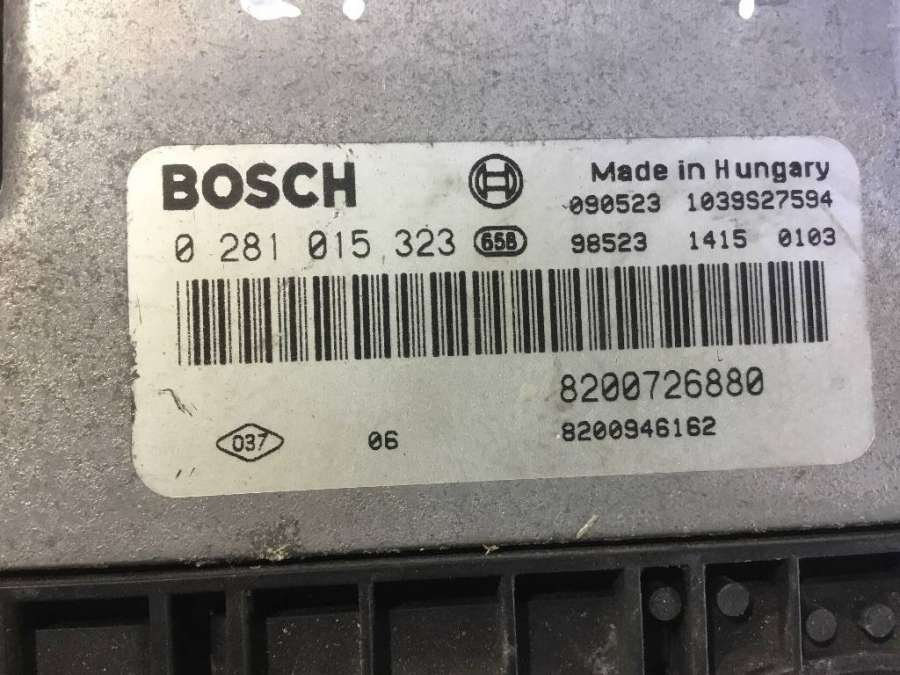 BOSCH
Made in Hungary
090523 1039S27594
0 281 015 323 658 98523 1415 0103
8200726880
037 06 8200946162